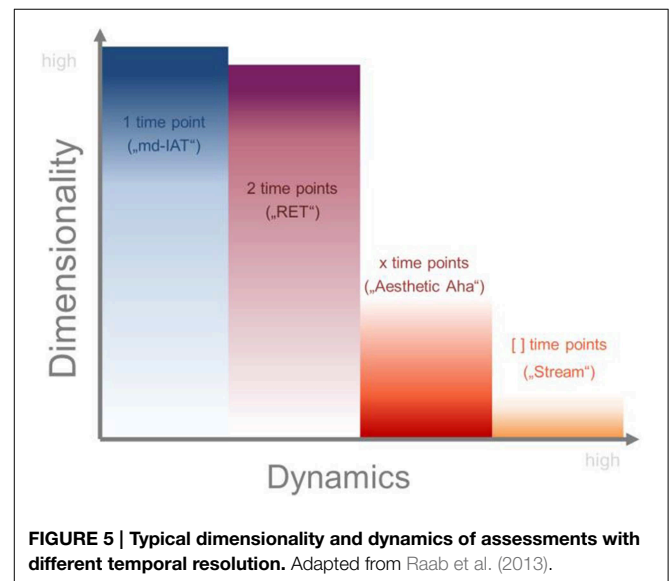 high
Dimensionality
1 time point
(„md-IAT“)
2 time points
(„RET“)
x time points
(„Aesthetic Aha“)
[ ] time points
(„Stream“)
high
Dynamics
FIGURE 5 | Typical dimensionality and dynamics of assessments with
different temporal resolution. Adapted from Raab et al. (2013).